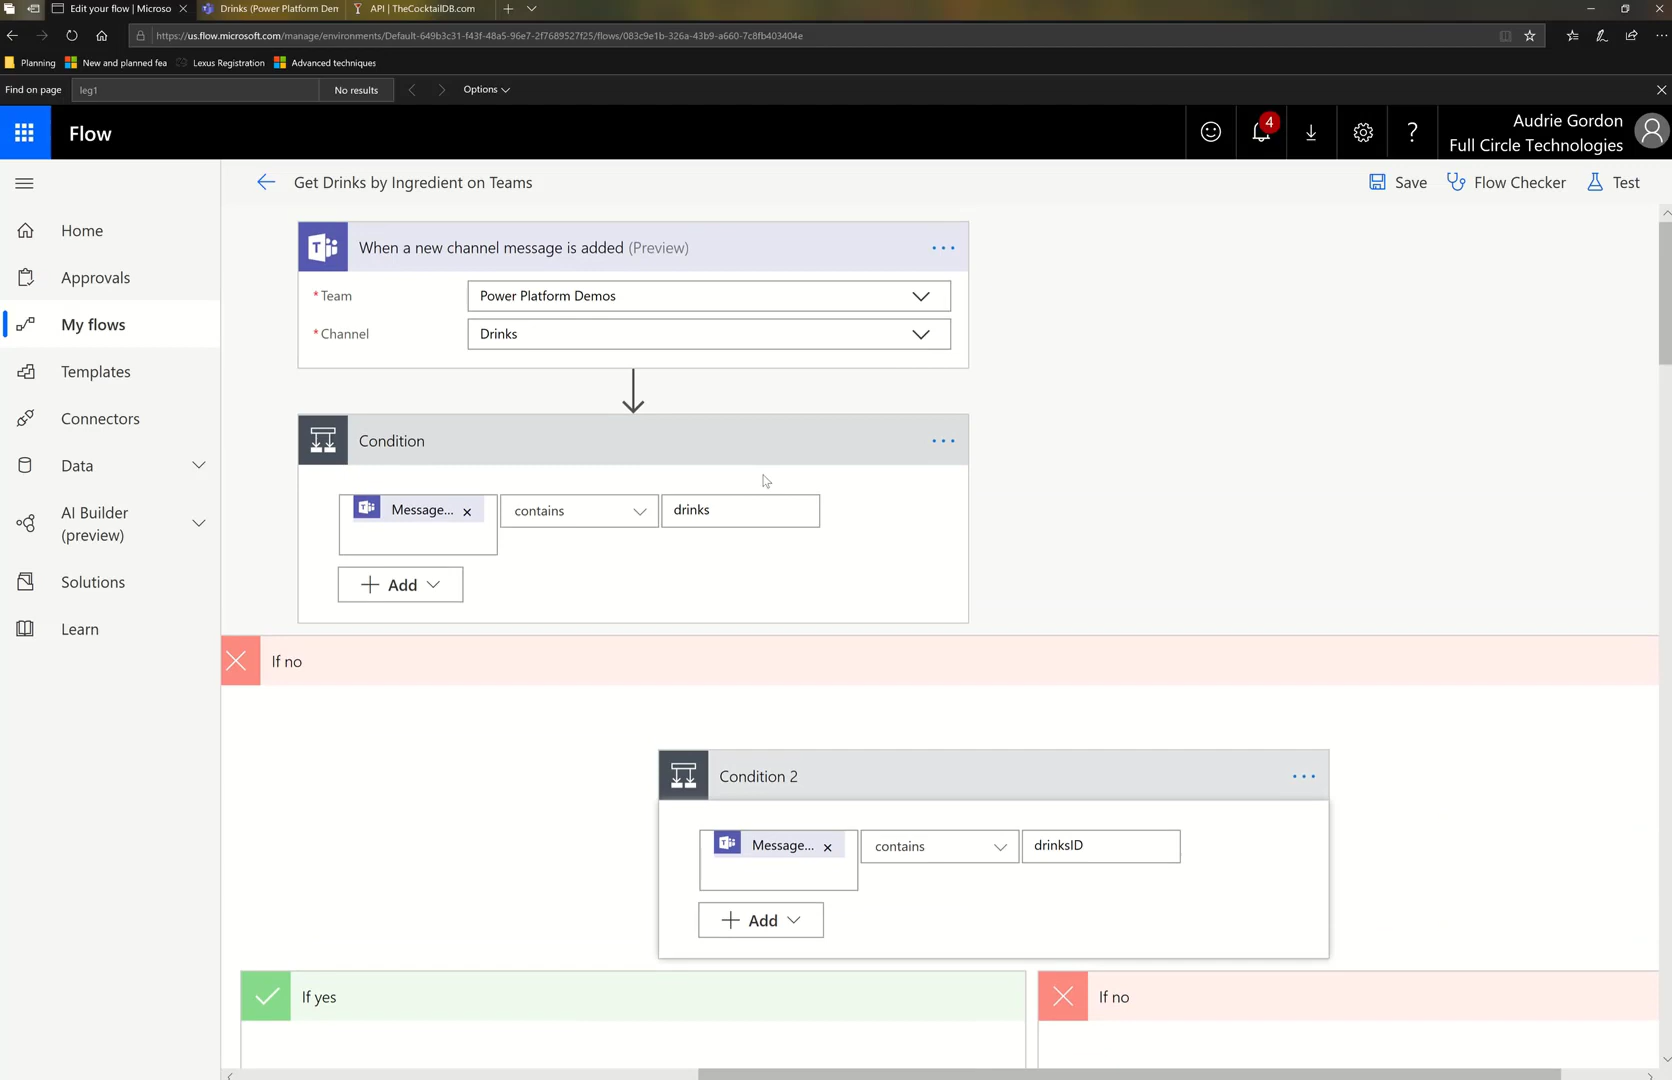 Edit your flow | Microso
Drinks (Power Platform Dem
API | TheCocktailDB.com
https://us.flow.microsoft.com/manage/environments/Default-649b3c31-f43f-48a5-96e7-2f7689527f25/flows/083c9e1b-326a-43b9-a660-7c8fb403404e
Planning
New and planned fea
Lexus Registration
Advanced techniques
Find on page
leg1
No results
Options
Flow
4
?
Audrie Gordon
Full Circle Technologies
Get Drinks by Ingredient on Teams
Save
Flow Checker
Test
Home
Approvals
My flows
Templates
Connectors
Data
AI Builder
(preview)
Solutions
Learn
When a new channel message is added (Preview)
* Team
Power Platform Demos
* Channel
Drinks
Condition
Message... x
contains
drinks
+ Add
If no
Condition 2
Message... x
contains
drinksID
+ Add
If yes
If no